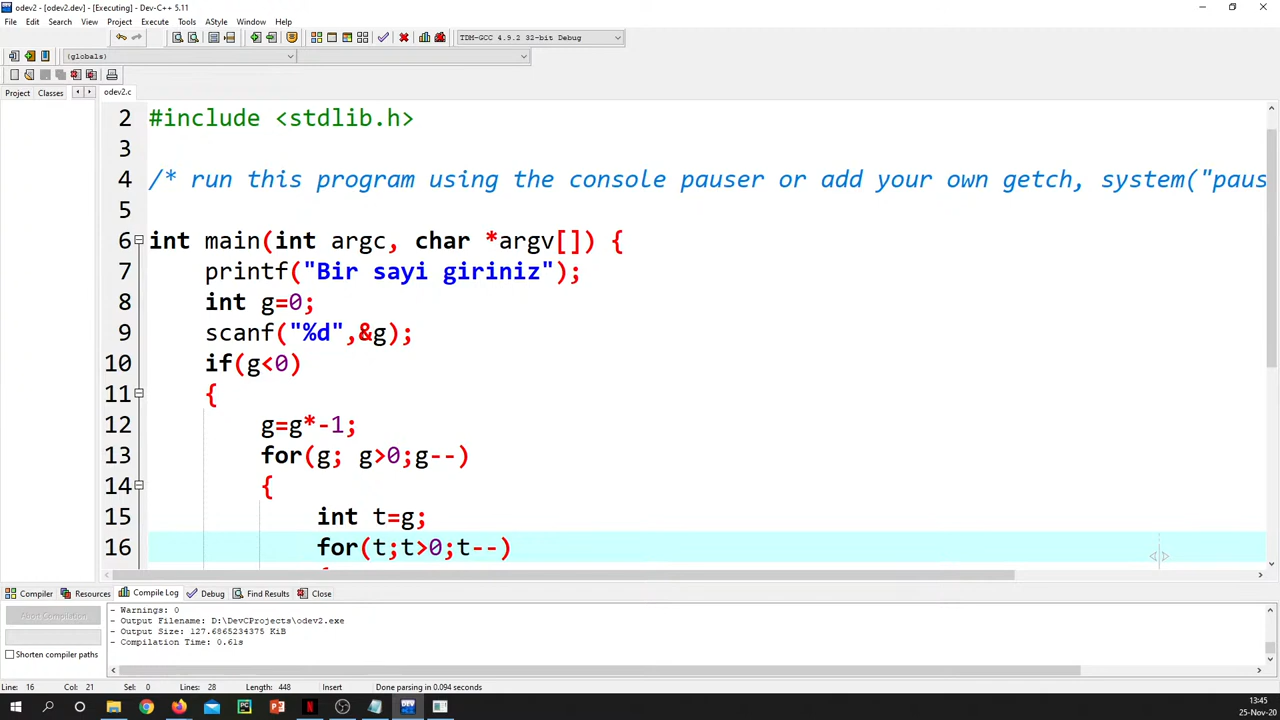 odev2 - [odev2.dev] - [Executing] - Dev-C++ 5.11
File Edit Search View Project Execute Tools AStyle Window Help
TDM-GCC 4.9.2 32-bit Debug
(globals)
Project Classes odev2.c
2 #include <stdlib.h>
3
4 /* run this program using the console pauser or add your own getch, system("paus
5
6 int main(int argc, char *argv[]) {
7 printf("Bir sayi giriniz");
8 int g=0;
9 scanf("%d",&g);
10 if(g<0)
11 {
12 g=g*-1;
13 for(g; g>0;g--)
14 {
15 int t=g;
16 for(t;t>0;t--)
Compiler Resources Compile Log Debug Find Results Close
Abort Compilation
Shorten compiler paths
- Warnings: 0
- Output Filename: D:\DevCProjects\odev2.exe
- Output Size: 127.6865234375 KiB
- Compilation Time: 0.61s
Line: 16 Col: 21 Sel: 0 Lines: 28 Length: 448 Insert Done parsing in 0.094 seconds
13:45
25-Nov-20